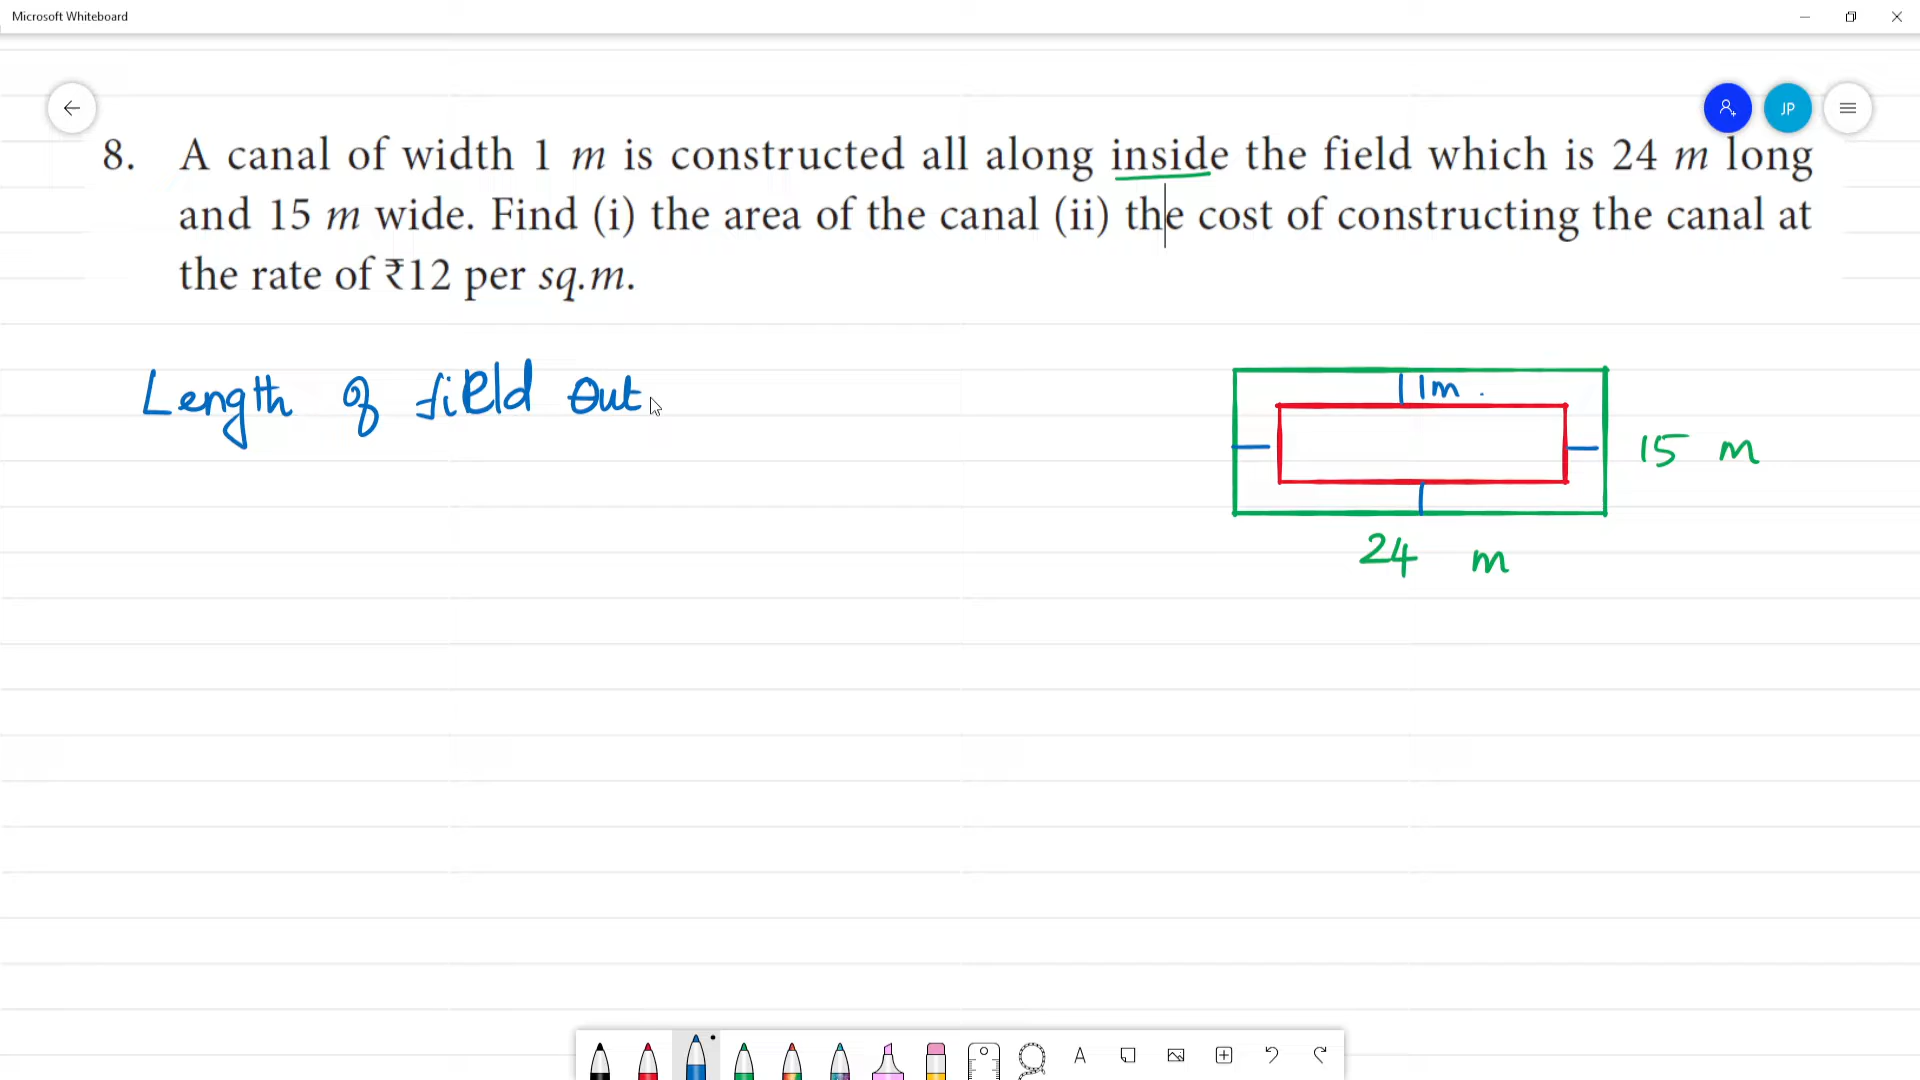 Microsoft Whiteboard
JP
8. A canal of width 1 m is constructed all along inside the field which is 24 m long
and 15 m wide. Find (i) the area of the canal (ii) the cost of constructing the canal at
the rate of ₹12 per sq.m.
Length of field Out
1m.
15 m
24 m
A